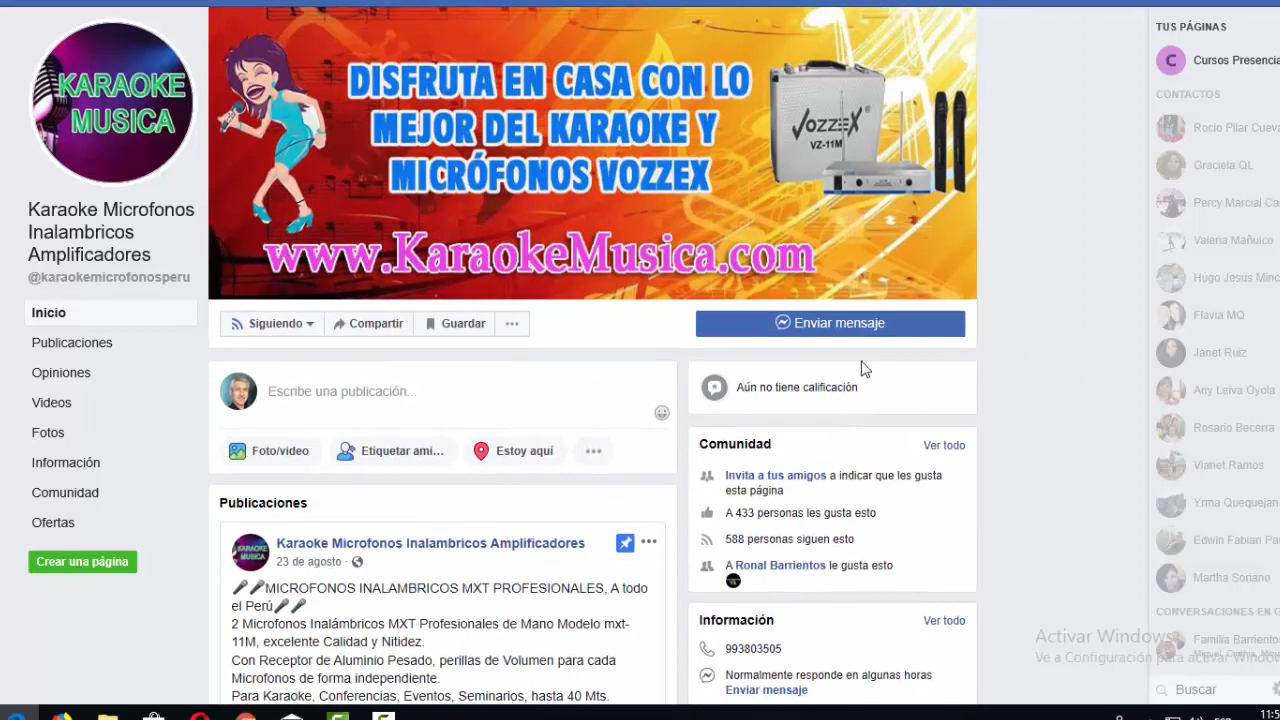 KARAOKE
MUSICA
Karaoke Microfonos
Inalambricos
Amplificadores
@karaokemicrofonosperu
Inicio
Publicaciones
Opiniones
Videos
Fotos
Información
Comunidad
Ofertas
Crear una página
DISFRUTA EN CASA CON LO
MEJOR DEL KARAOKE Y
MICRÓFONOS VOZZEX
VOZZEX®
VZ-11M
www.KaraokeMusica.com
Siguiendo
Compartir
Guardar
Enviar mensaje
Escribe una publicación...
Foto/video
Etiquetar ami...
Estoy aquí
Publicaciones
Karaoke Microfonos Inalambricos Amplificadores
23 de agosto ·
MICROFONOS INALAMBRICOS MXT PROFESIONALES, A todo
el Perú
2 Microfonos Inalámbricos MXT Profesionales de Mano Modelo mxt-
11M, excelente Calidad y Nitidez.
Con Receptor de Aluminio Pesado, perillas de Volumen para cada
Microfonos de forma independiente.
Para Karaoke, Conferencias, Eventos, Seminarios, hasta 40 Mts.
Aún no tiene calificación
Comunidad
Ver todo
Invita a tus amigos a indicar que les gusta
esta página
A 433 personas les gusta esto
588 personas siguen esto
A Ronal Barrientos le gusta esto
Información
Ver todo
993803505
Normalmente responde en algunas horas
Enviar mensaje
TUS PÁGINAS
C
Cursos Presencia
CONTACTOS
Rocio Pilar Cueva
Graciela QL
Percy Marcial Ca
Valeria Mañuico
Hugo Jesus Minc
Flavia MQ
Janet Ruiz
Any Leiva Oyola
Rosario Becerra
Vianet Ramos
Yrma Quequejan
Edwin Fabian Pa
Martha Soriano
CONVERSACIONES EN G
Familia Barriento
Activar Windows
Ve a Configuración para activar Windows
Buscar
11:5